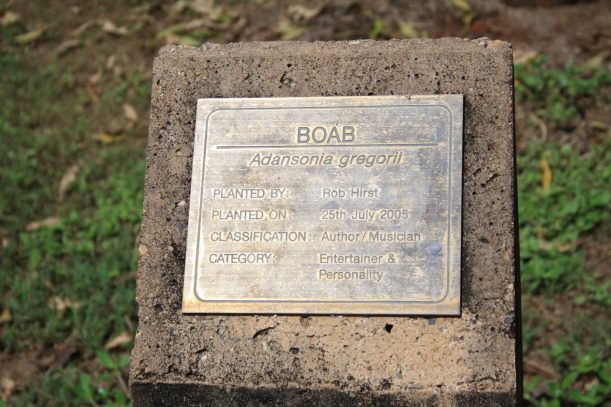 BOAB
Adansonia gregorii
PLANTED BY: Rob Hirst
PLANTED ON: 25th July 2005
CLASSIFICATION: Author/Musician
CATEGORY: Entertainer &
Personality